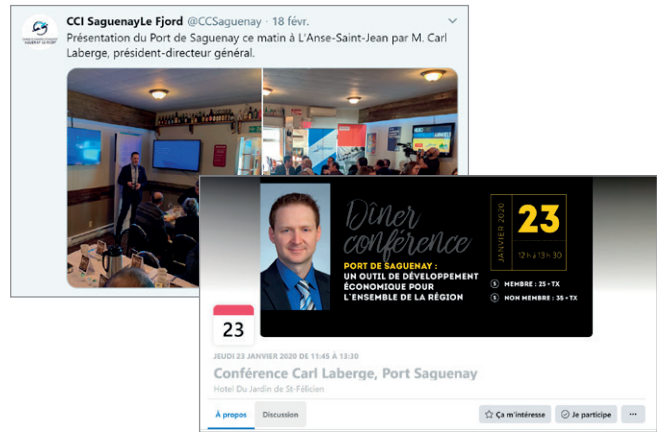 CCI SaguenayLe Fjord @CCSaguenay · 18 févr.
Présentation du Port de Saguenay ce matin à L'Anse-Saint-Jean par M. Carl
Laberge, président-directeur général.
Dîner
conférence
PORT DE SAGUENAY :
UN OUTIL DE DÉVELOPPEMENT
ÉCONOMIQUE POUR
L'ENSEMBLE DE LA RÉGION
JANVIER 2020
23
12 h à 13 h 30
$ MEMBRE : 25 + TX
$ NON MEMBRE : 35 + TX
23
JEUDI 23 JANVIER 2020 DE 11:45 À 13:30
Conférence Carl Laberge, Port Saguenay
Hotel Du Jardin de St-Félicien
À propos
Discussion
Ça m'intéresse
Je participe
···